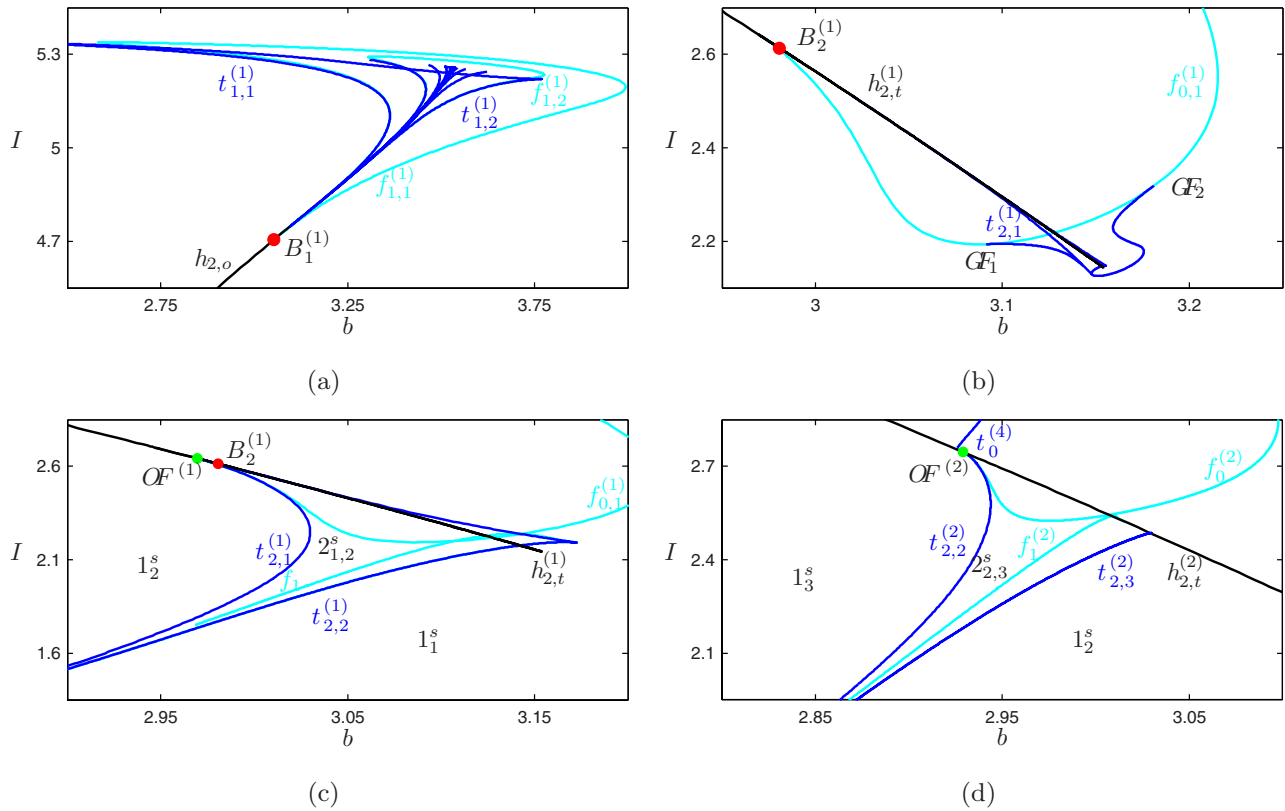 5.3
5
4.7
I
2.75
3.25
3.75
b
t_{1,1}^{(1)}
f_{1,2}^{(1)}
t_{1,2}^{(1)}
f_{1,1}^{(1)}
B_1^{(1)}
h_{2,o}
(a)
2.6
2.4
2.2
I
3
3.1
3.2
b
B_2^{(1)}
h_{2,t}^{(1)}
f_{0,1}^{(1)}
GF_2
t_{2,1}^{(1)}
GF_1
(b)
2.6
2.1
1.6
I
2.95
3.05
3.15
b
B_2^{(1)}
OF^{(1)}
f_{0,1}^{(1)}
t_{2,1}^{(1)}
2_{1,2}^s
1_2^s
f_1
h_{2,t}^{(1)}
t_{2,2}^{(1)}
1_1^s
(c)
2.7
2.4
2.1
I
2.85
2.95
3.05
b
t_0^{(4)}
OF^{(2)}
f_0^{(2)}
t_{2,2}^{(2)}
f_1^{(2)}
2_{2,3}^s
1_3^s
t_{2,3}^{(2)}
h_{2,t}^{(2)}
1_2^s
(d)